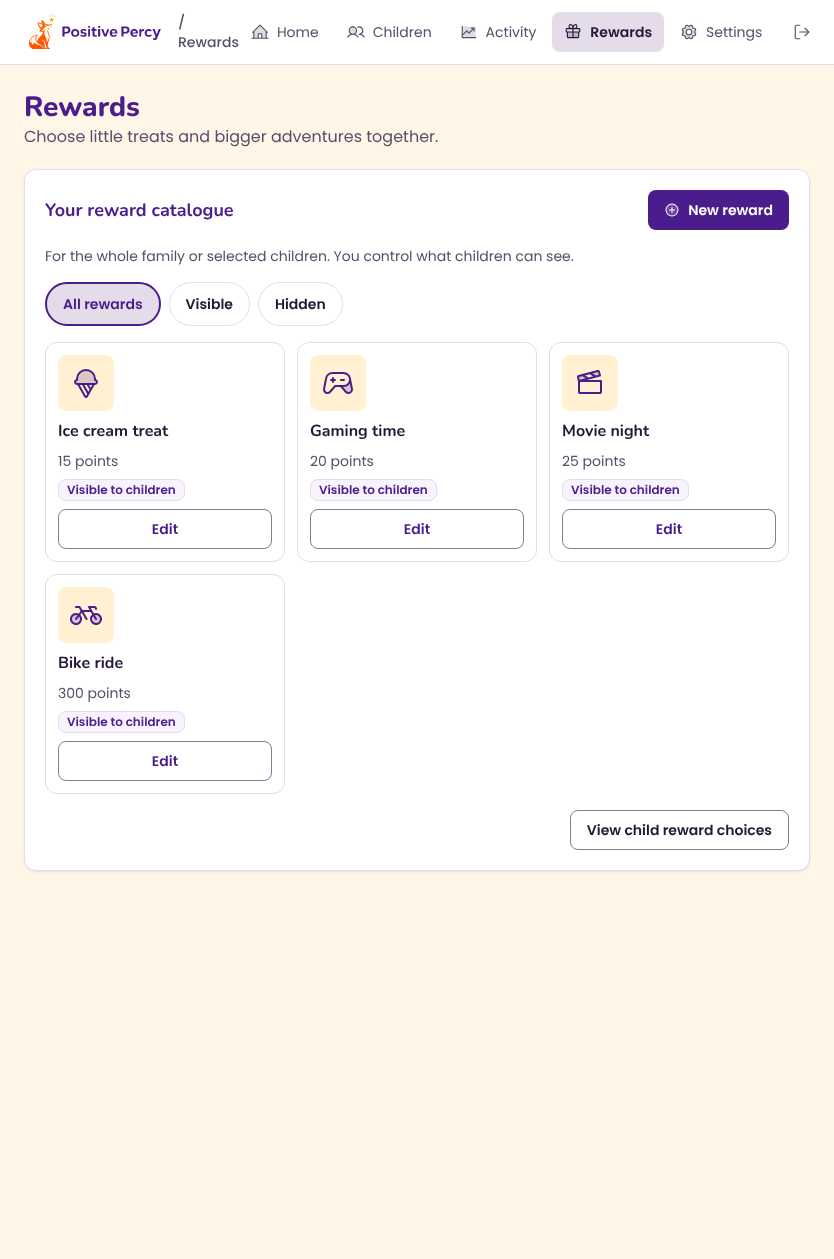 Positive Percy
/
Rewards
Home
Children
Activity
Rewards
Settings
Rewards
Choose little treats and bigger adventures together.
Your reward catalogue
New reward
For the whole family or selected children. You control what children can see.
All rewards
Visible
Hidden
Ice cream treat
15 points
Visible to children
Edit
Gaming time
20 points
Visible to children
Edit
Movie night
25 points
Visible to children
Edit
Bike ride
300 points
Visible to children
Edit
View child reward choices